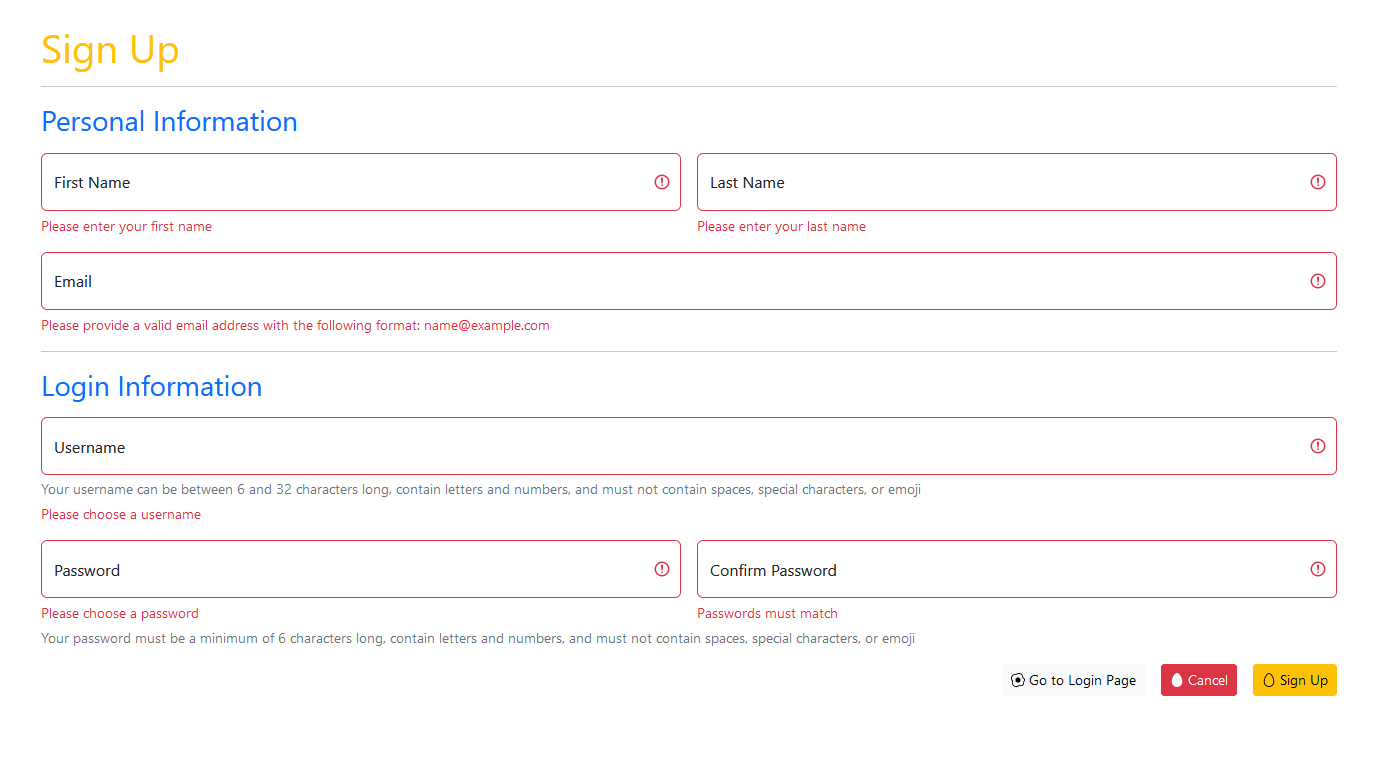 Sign Up
Personal Information
First Name
Last Name
Please enter your first name
Please enter your last name
Email
Please provide a valid email address with the following format: name@example.com
Login Information
Username
Your username can be between 6 and 32 characters long, contain letters and numbers, and must not contain spaces, special characters, or emoji
Please choose a username
Password
Confirm Password
Please choose a password
Passwords must match
Your password must be a minimum of 6 characters long, contain letters and numbers, and must not contain spaces, special characters, or emoji
Go to Login Page
Cancel
Sign Up